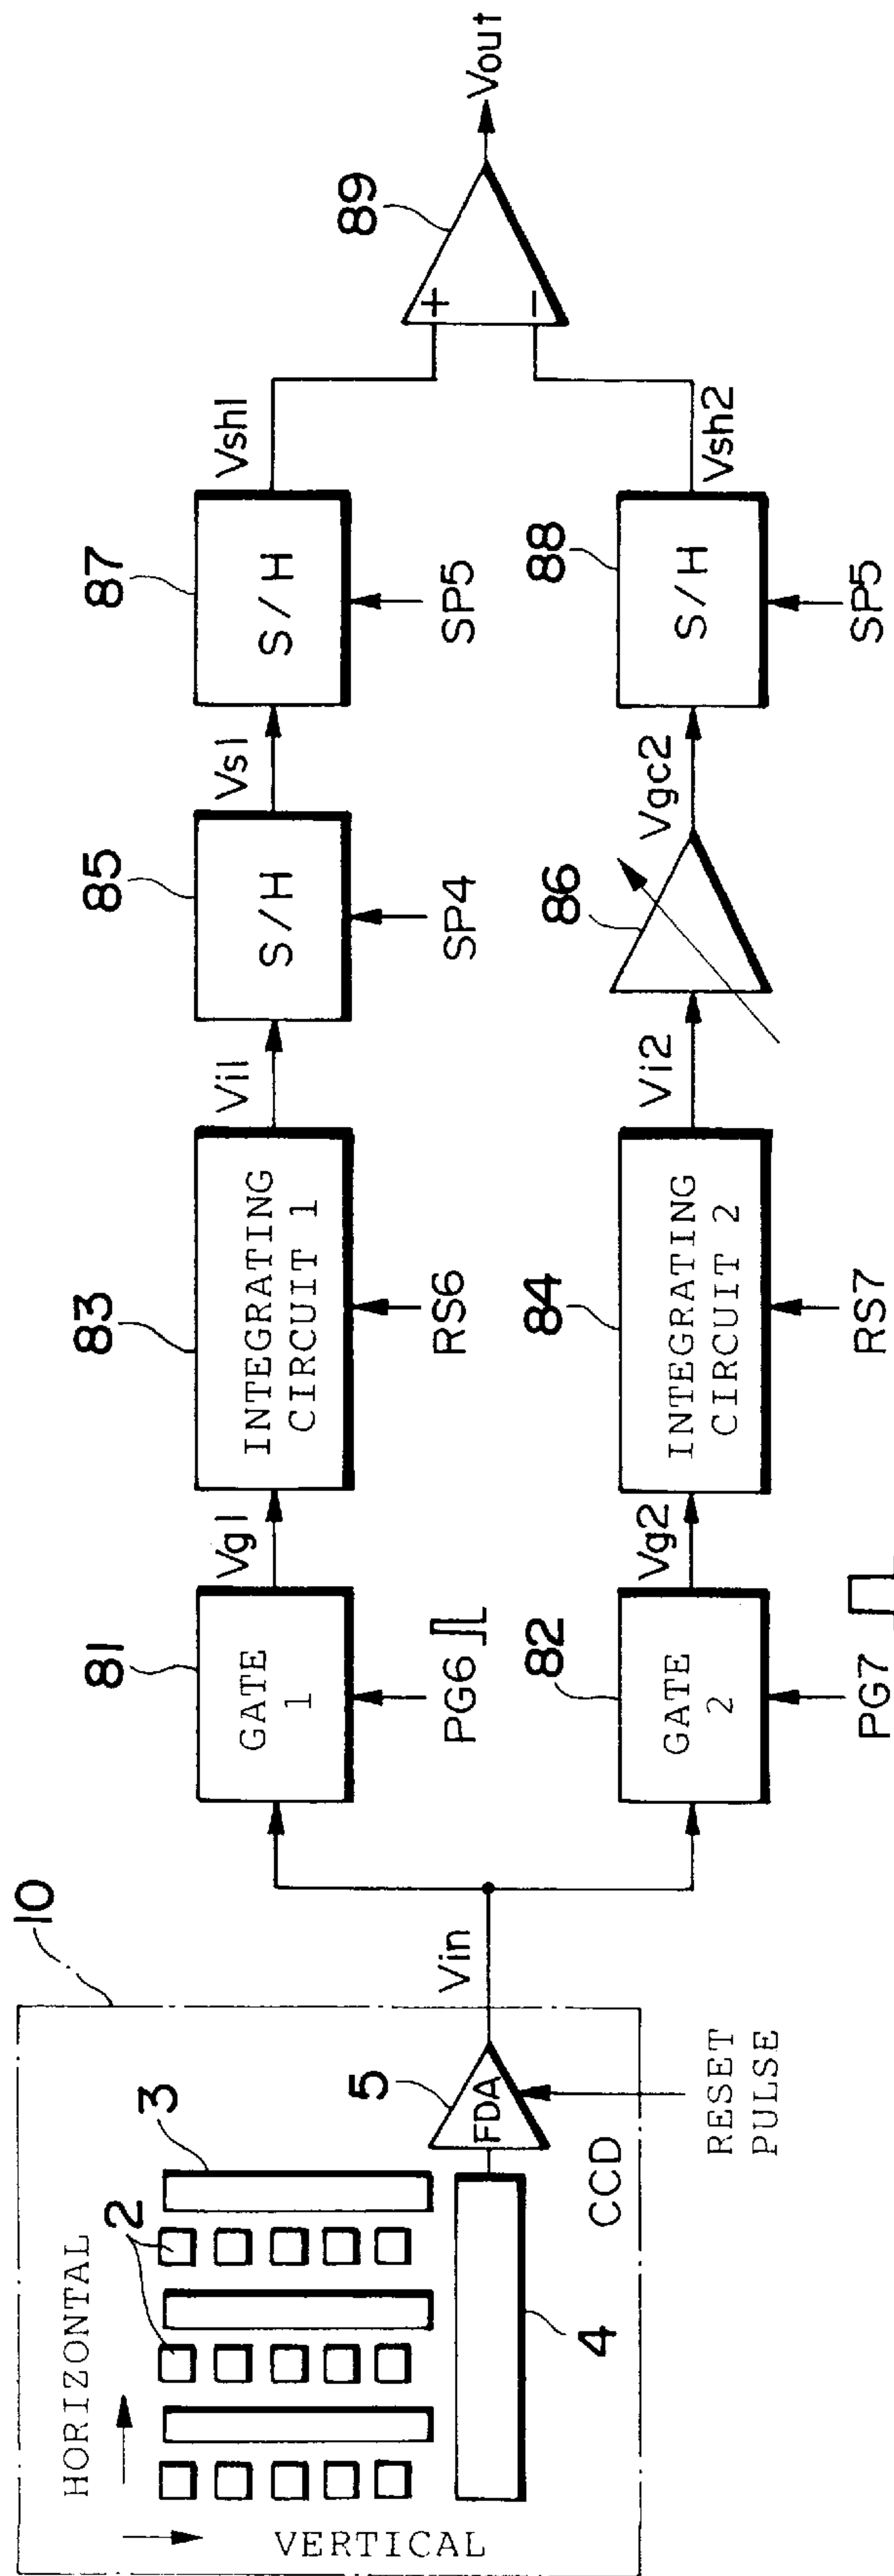 10
HORIZONTAL
VERTICAL
2
3
4
5
FDA
CCD
RESET
PULSE
Vin
81
GATE
1
PG6
Vg1
83
INTEGRATING
CIRCUIT 1
RS6
Vi1
85
S/H
SP4
Vs1
87
S/H
SP5
Vsh1
82
GATE
2
PG7
Vg2
84
INTEGRATING
CIRCUIT 2
RS7
Vi2
86
Vgc2
88
S/H
SP5
Vsh2
89
+
−
Vout